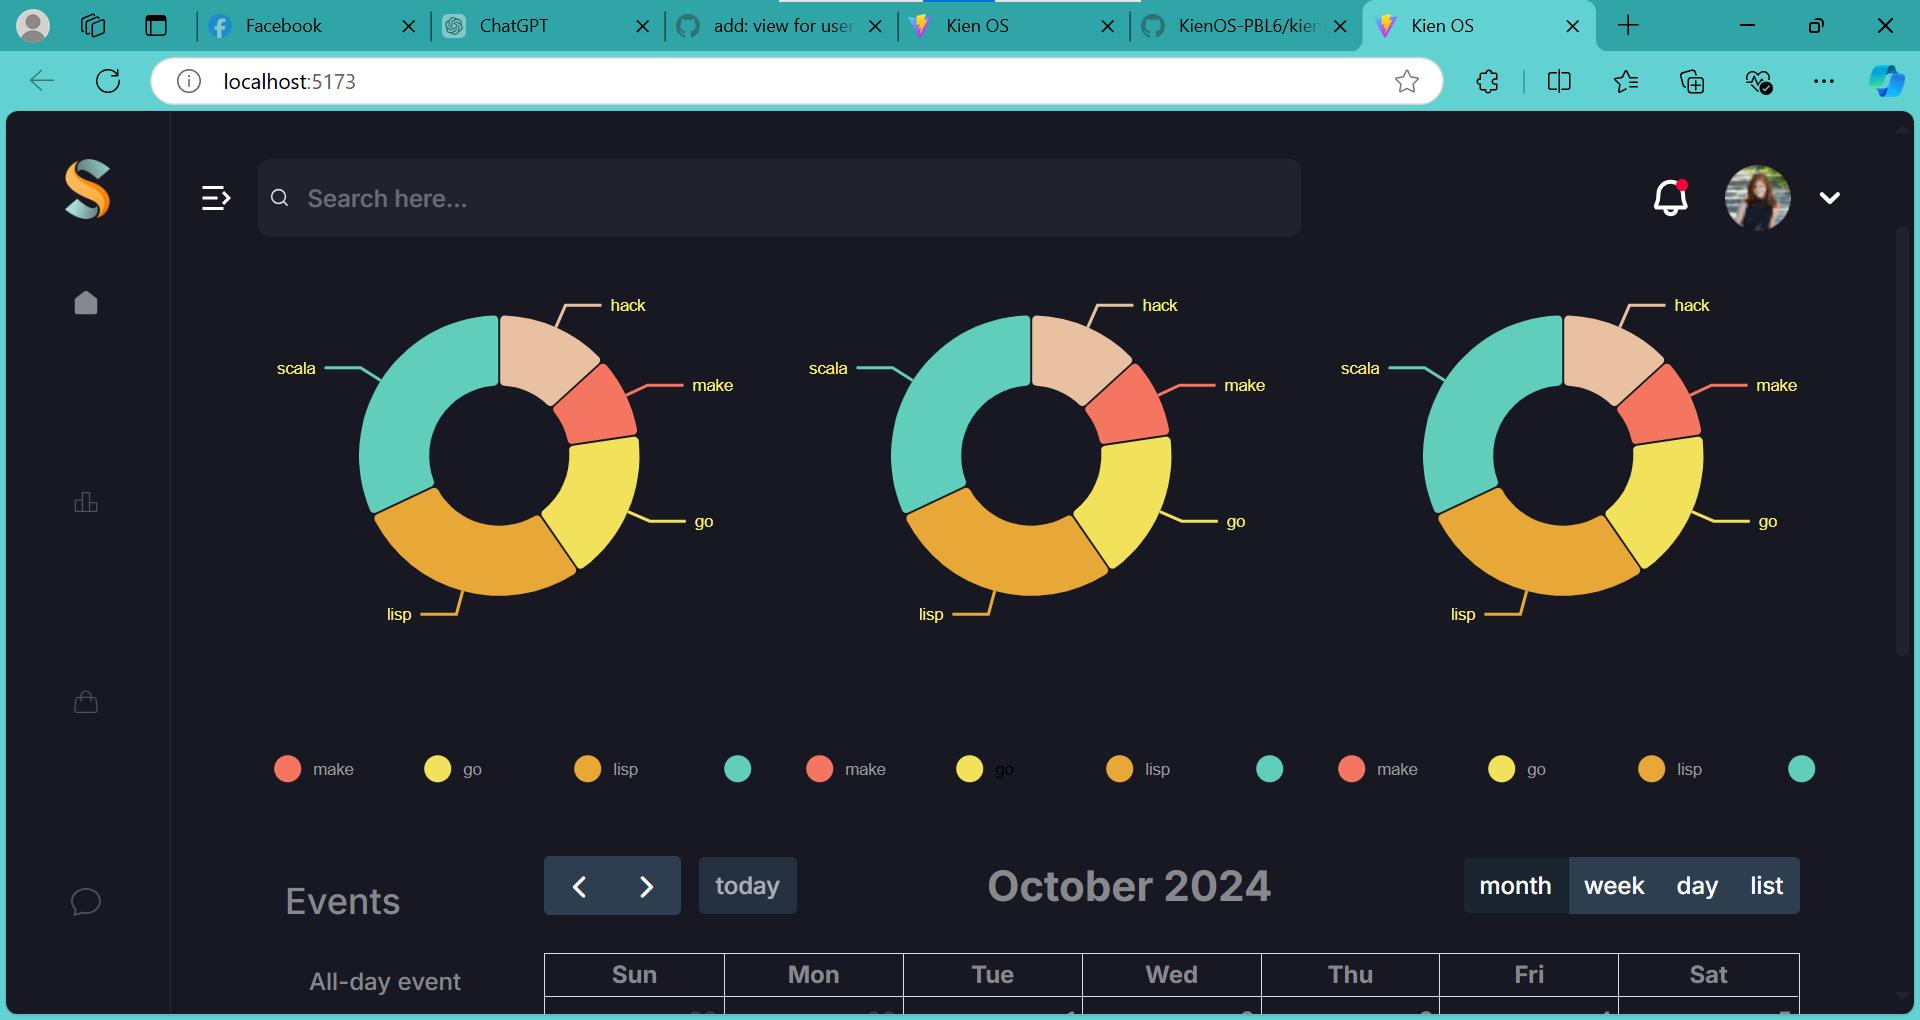 Facebook
ChatGPT
add: view for user
Kien OS
KienOS-PBL6/kien
Kien OS
localhost:5173
Search here...
hack
scala
make
go
lisp
hack
scala
make
go
lisp
hack
scala
make
go
lisp
make go lisp make go lisp make go lisp
Events
today
October 2024
month week day list
All-day event
Sun Mon Tue Wed Thu Fri Sat